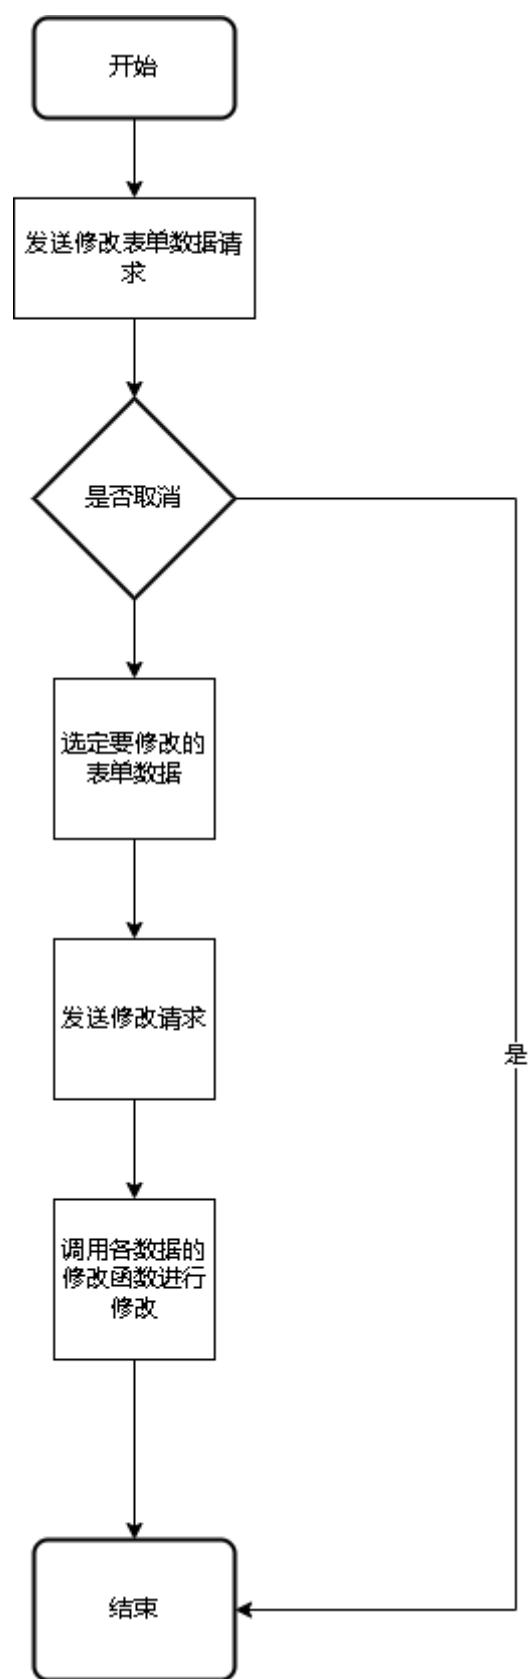 开始
发送修改表单数据请
求
是否取消
选定要修改的
表单数据
发送修改请求
是
调用各数据的
修改函数进行
修改
结束